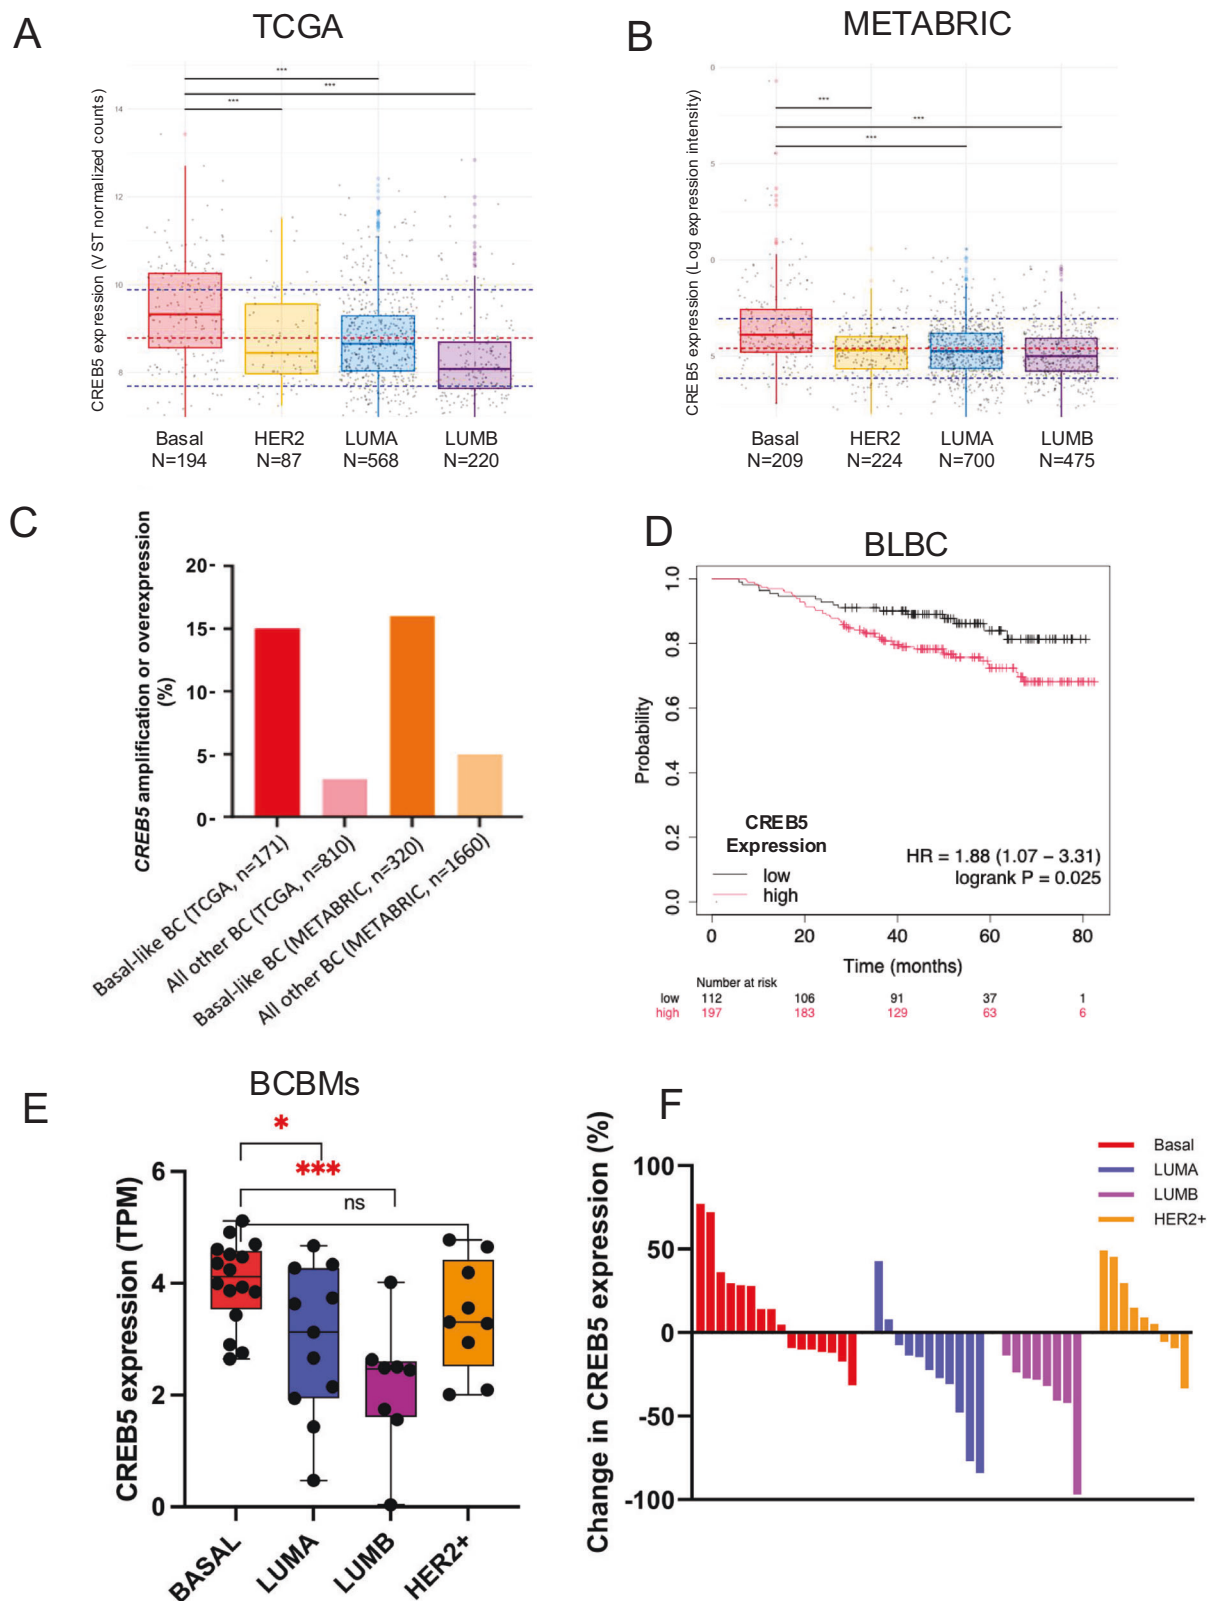 A
TCGA
CREB5 expression (VST normalized counts)
14
12
10
8
***
***
***
Basal
N=194
HER2
N=87
LUMA
N=568
LUMB
N=220
B
METABRIC
CREB5 expression (Log expression intensity)
0
5
0
5
***
***
***
Basal
N=209
HER2
N=224
LUMA
N=700
LUMB
N=475
C
CREB5 amplification or overexpression
(%)
20-
15-
10-
5-
0-
Basal-like BC (TCGA, n=171)
All other BC (TCGA, n=810)
Basal-like BC (METABRIC, n=320)
All other BC (METABRIC, n=1660)
D
BLBC
Probability
1.0
0.8
0.6
0.4
0.2
0.0
CREB5
Expression
low
high
HR = 1.88 (1.07 − 3.31)
logrank P = 0.025
0 20 40 60 80
Time (months)
Number at risk
low 112 106 91 37 1
high 197 183 129 63 6
E
BCBMs
*
***
ns
CREB5 expression (TPM)
6
4
2
0
BASAL
LUMA
LUMB
HER2+
F
Change in CREB5 expression (%)
100
50
0
-50
-100
Basal
LUMA
LUMB
HER2+